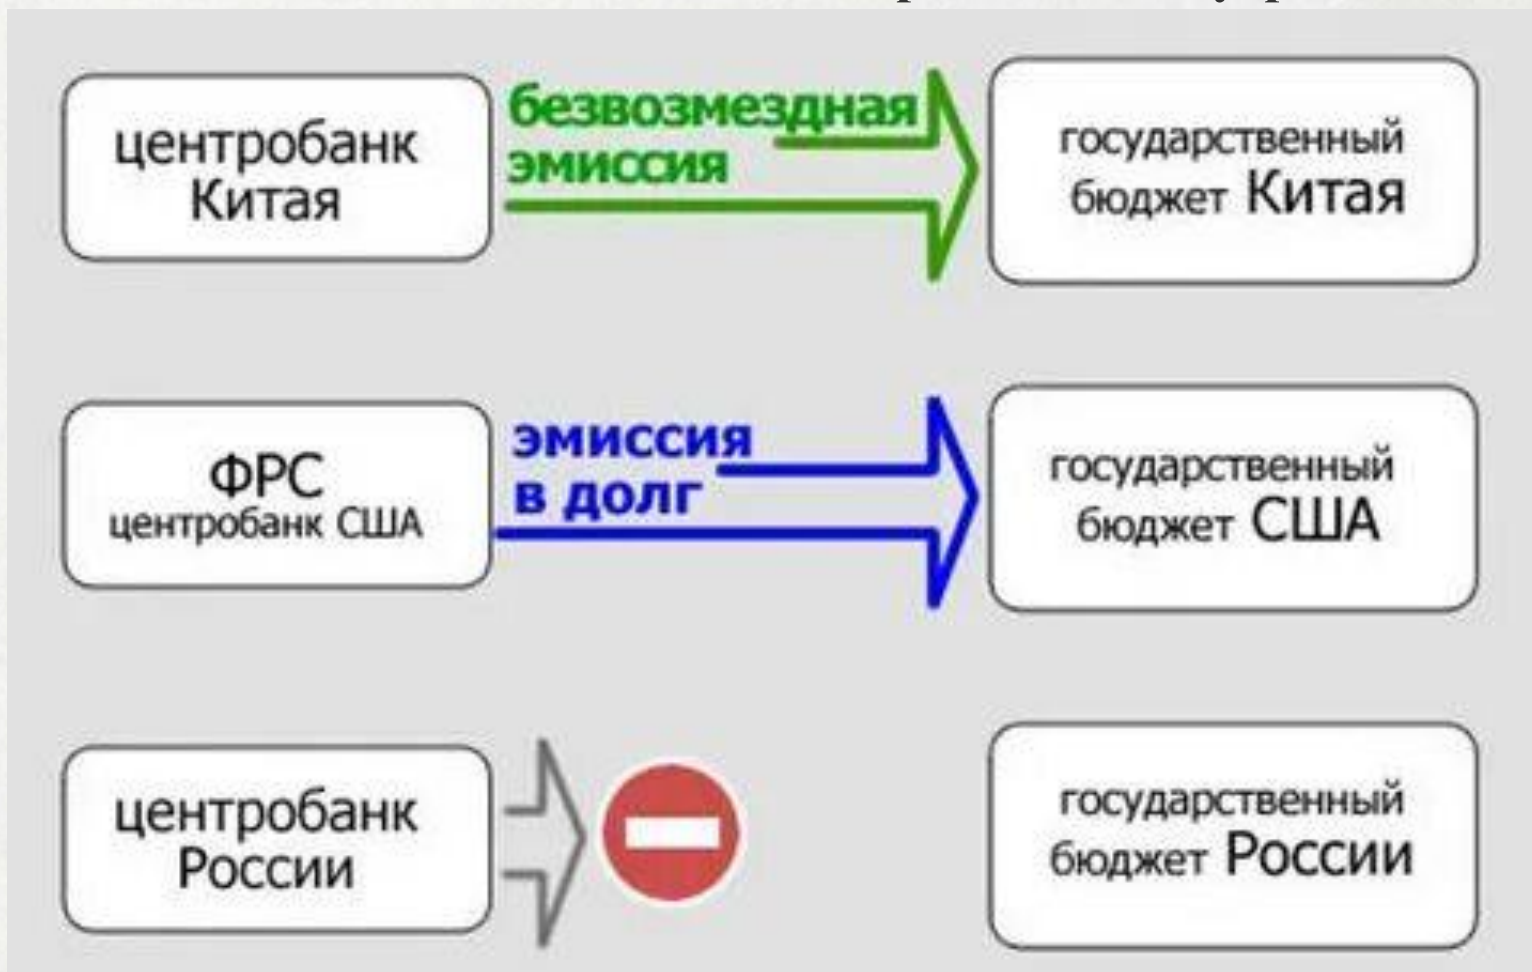 центробанк
Китая
безвозмездная
эмиссия
государственный
бюджет Китая
ФРС
центробанк США
эмиссия
в долг
государственный
бюджет США
центробанк
России
государственный
бюджет России